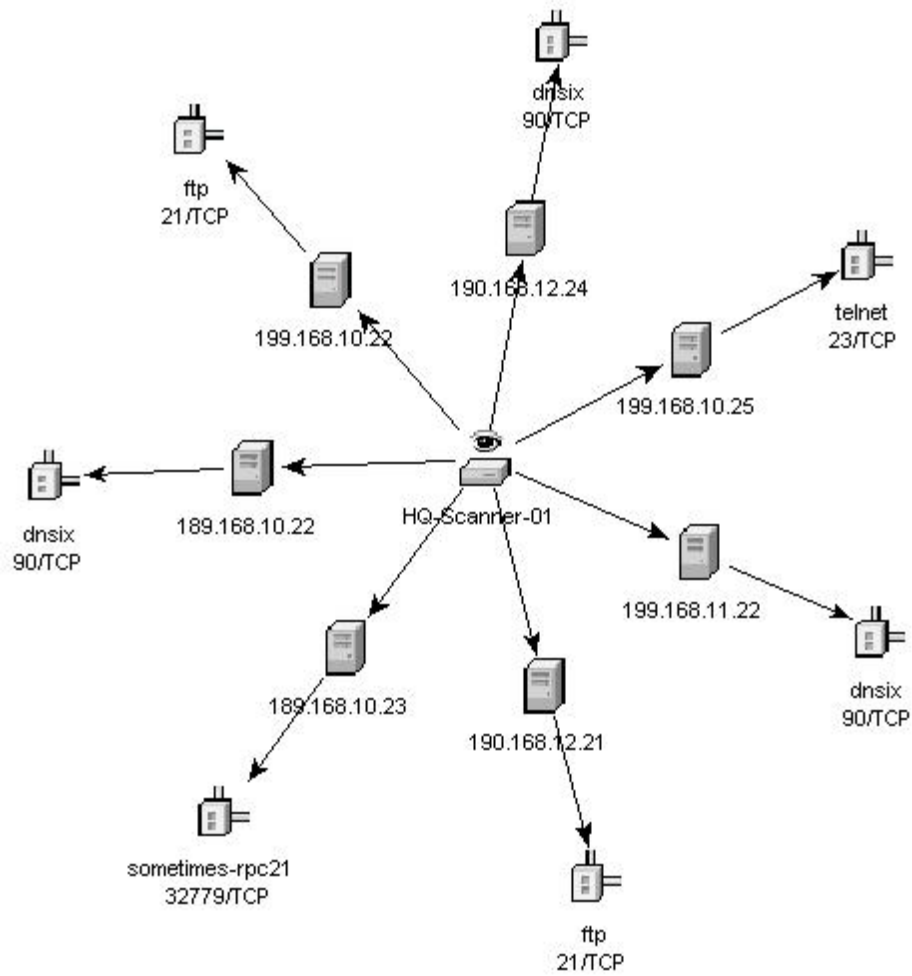 dnsix
90/TCP
ftp
21/TCP
190.168.12.24
telnet
23/TCP
199.168.10.22
199.168.10.25
HQ-Scanner-01
dnsix
90/TCP
189.168.10.22
199.168.11.22
189.168.10.23
190.168.12.21
dnsix
90/TCP
sometimes-rpc21
32779/TCP
ftp
21/TCP